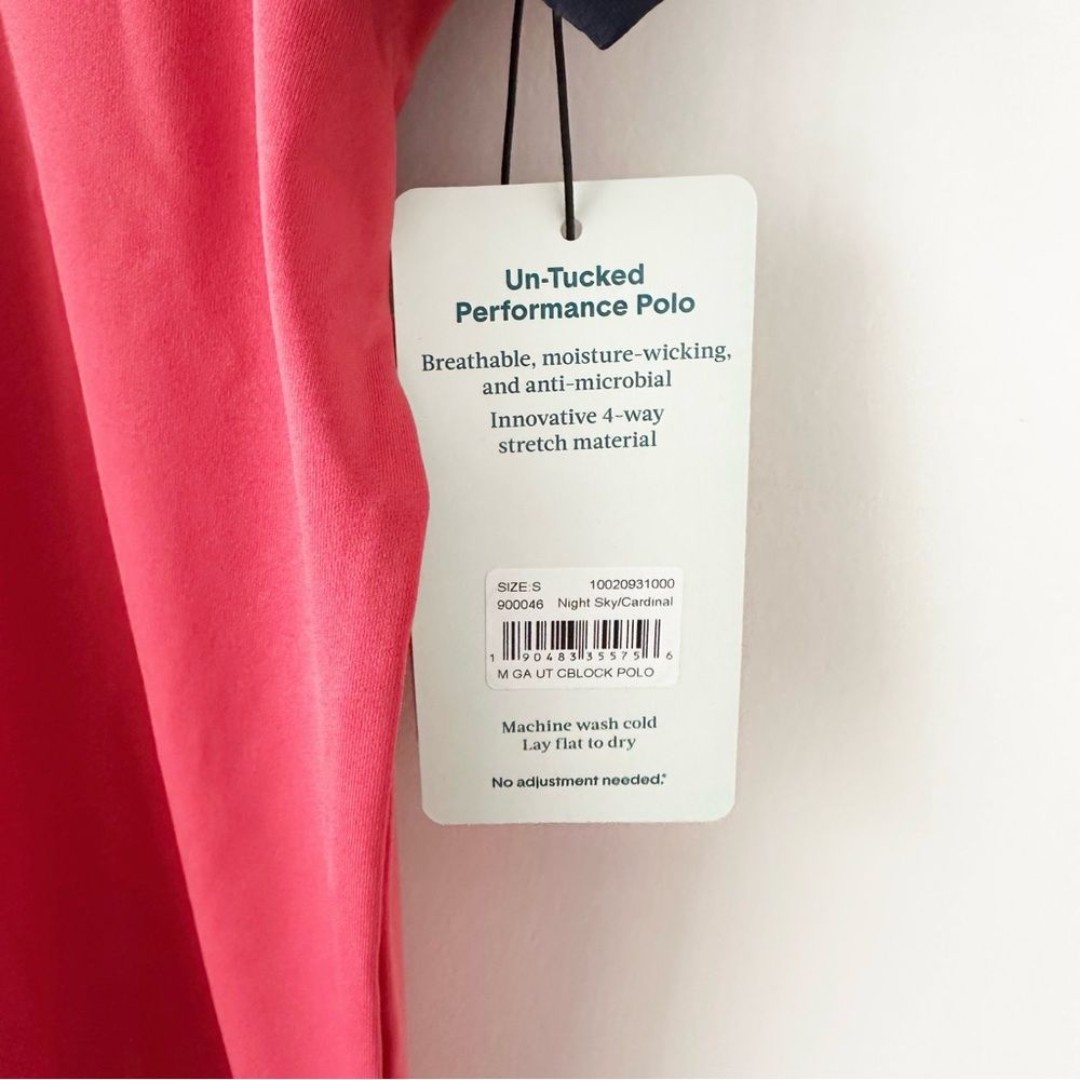 Un-Tucked
Performance Polo
Breathable, moisture-wicking,
and anti-microbial
Innovative 4-way
stretch material
SIZE:S 10020931000
900046 Night Sky/Cardinal
1 90483 35575 6
M GA UT CBLOCK POLO
Machine wash cold
Lay flat to dry
No adjustment needed.®